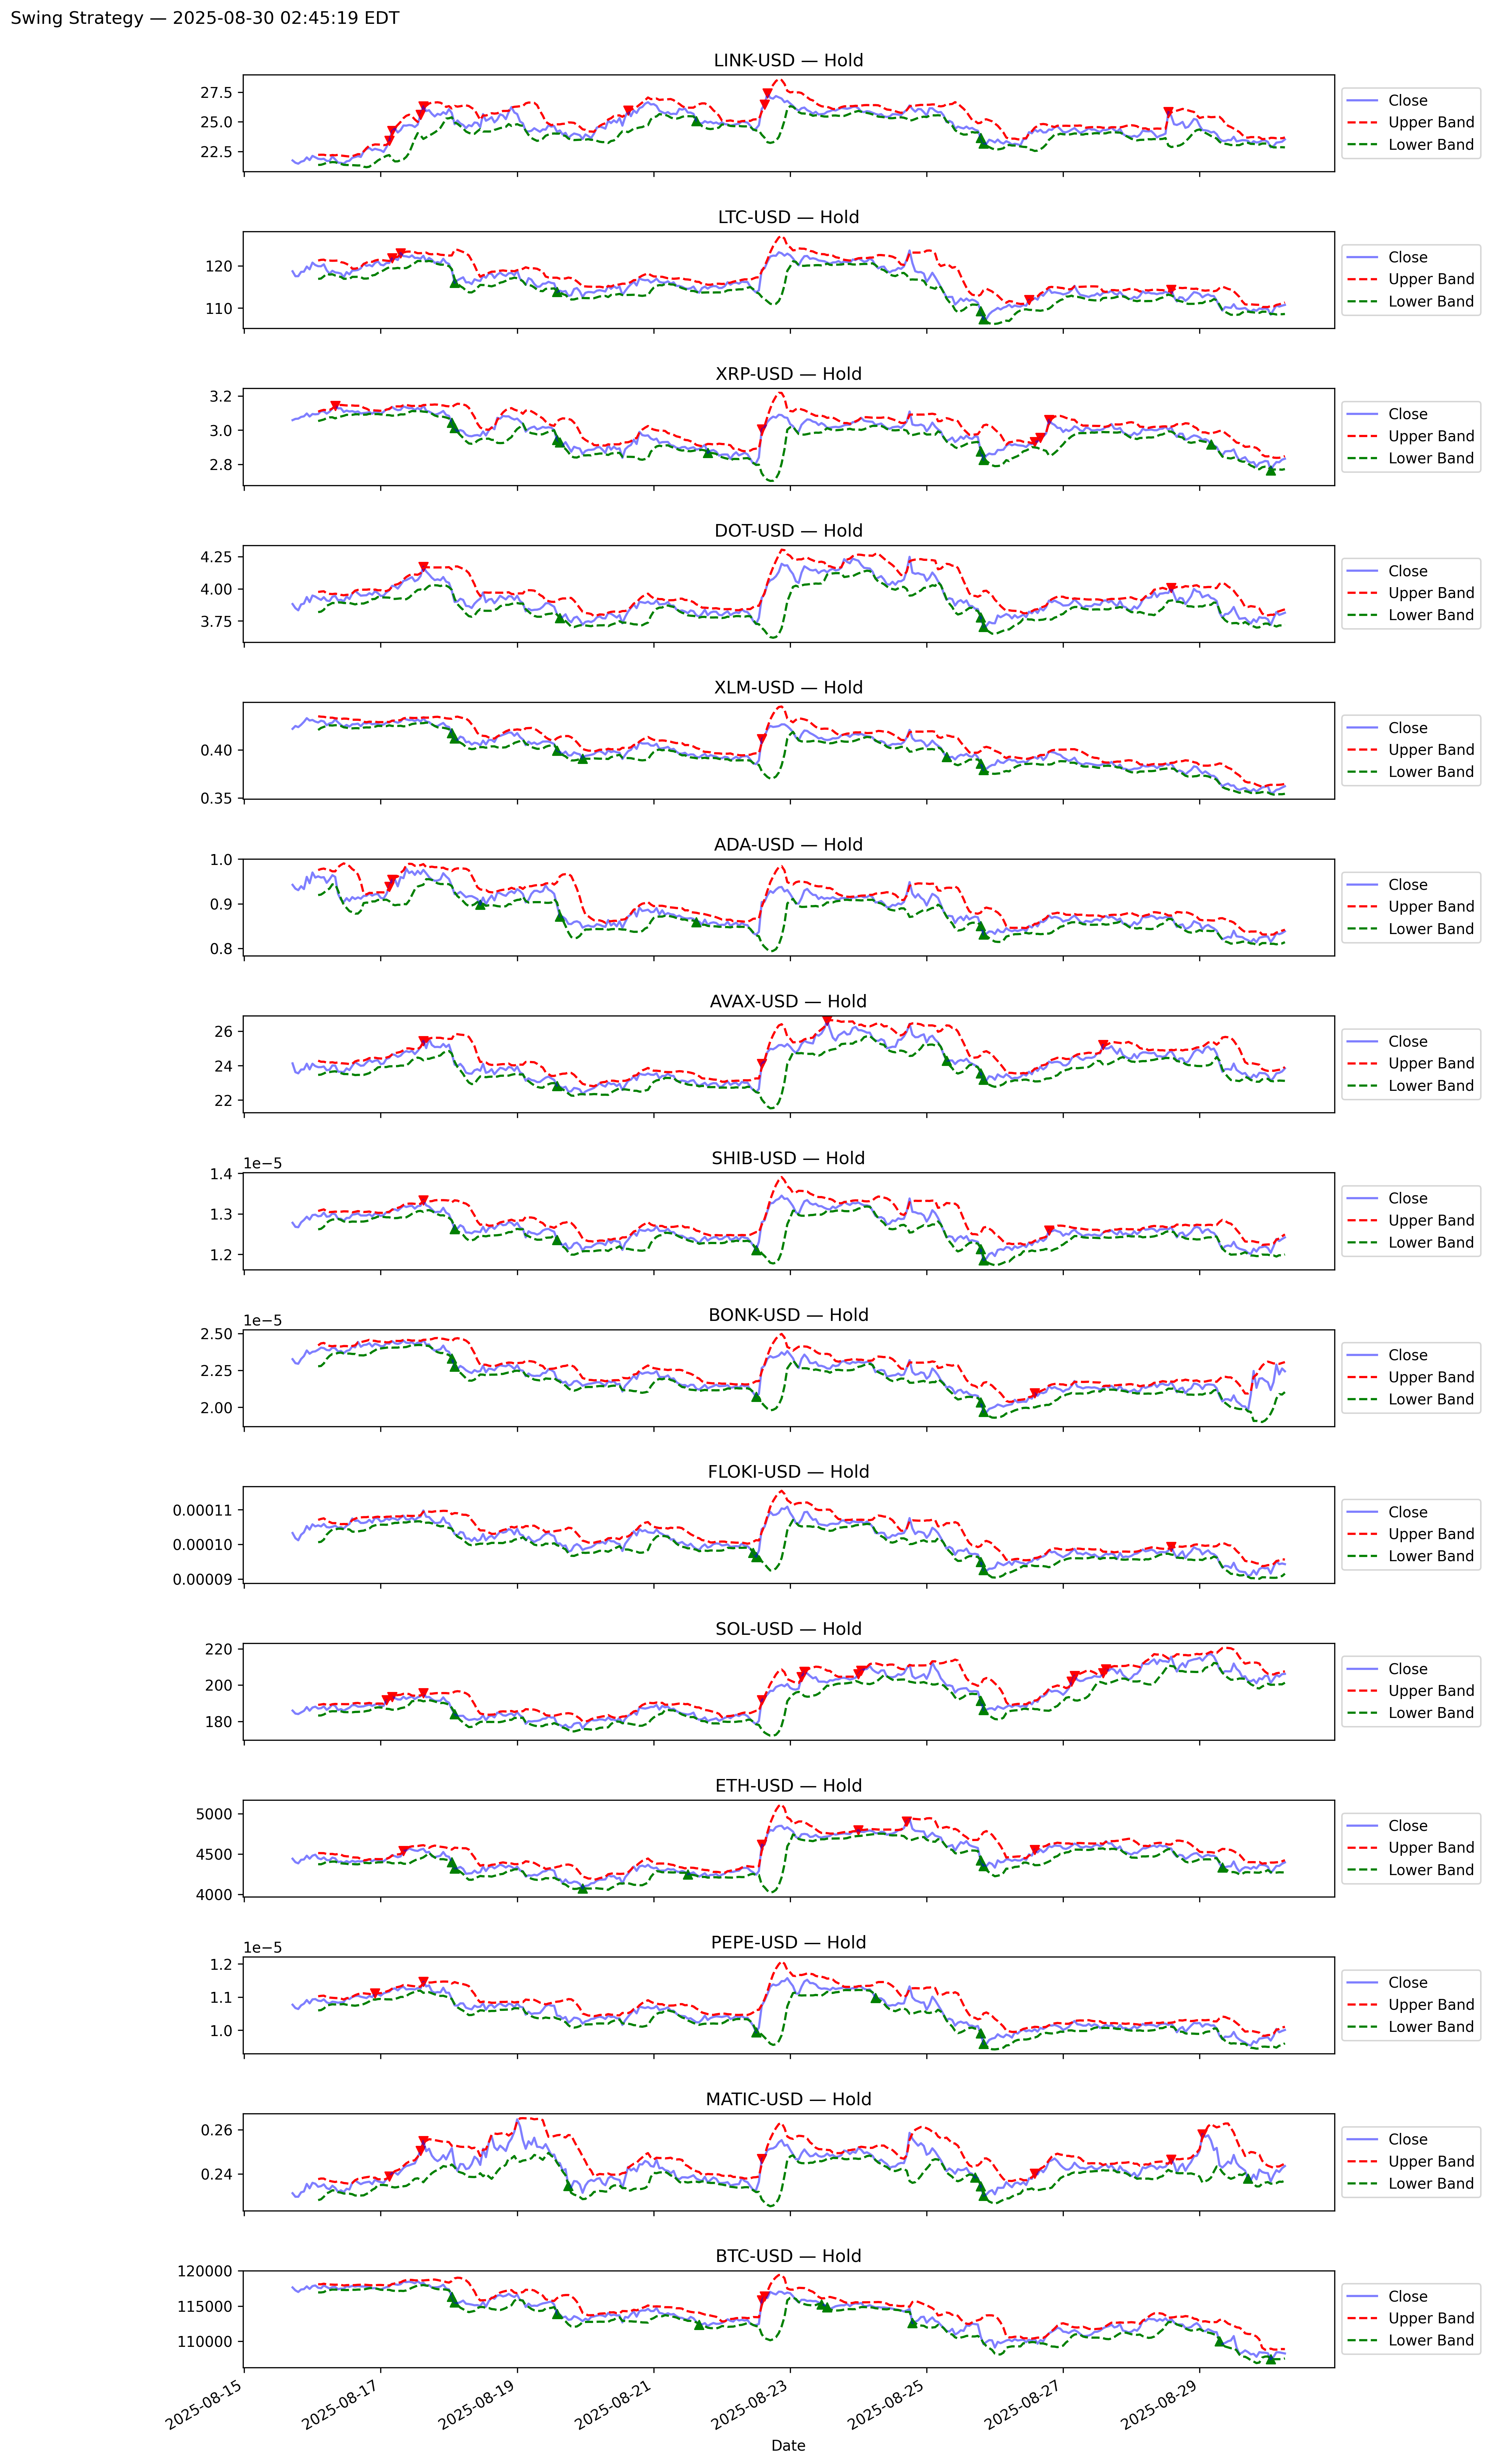 Swing Strategy — 2025-08-30 02:45:19 EDT
LINK-USD — Hold
27.5
25.0
22.5
Close
Upper Band
Lower Band
LTC-USD — Hold
120
110
Close
Upper Band
Lower Band
XRP-USD — Hold
3.2
3.0
2.8
Close
Upper Band
Lower Band
DOT-USD — Hold
4.25
4.00
3.75
Close
Upper Band
Lower Band
XLM-USD — Hold
0.40
0.35
Close
Upper Band
Lower Band
ADA-USD — Hold
1.0
0.9
0.8
Close
Upper Band
Lower Band
AVAX-USD — Hold
26
24
22
Close
Upper Band
Lower Band
SHIB-USD — Hold
1e−5
1.4
1.3
1.2
Close
Upper Band
Lower Band
BONK-USD — Hold
1e−5
2.50
2.25
2.00
Close
Upper Band
Lower Band
FLOKI-USD — Hold
0.00011
0.00010
0.00009
Close
Upper Band
Lower Band
SOL-USD — Hold
220
200
180
Close
Upper Band
Lower Band
ETH-USD — Hold
5000
4500
4000
Close
Upper Band
Lower Band
PEPE-USD — Hold
1e−5
1.2
1.1
1.0
Close
Upper Band
Lower Band
MATIC-USD — Hold
0.26
0.24
Close
Upper Band
Lower Band
BTC-USD — Hold
120000
115000
110000
Close
Upper Band
Lower Band
2025-08-15
2025-08-17
2025-08-19
2025-08-21
2025-08-23
2025-08-25
2025-08-27
2025-08-29
Date